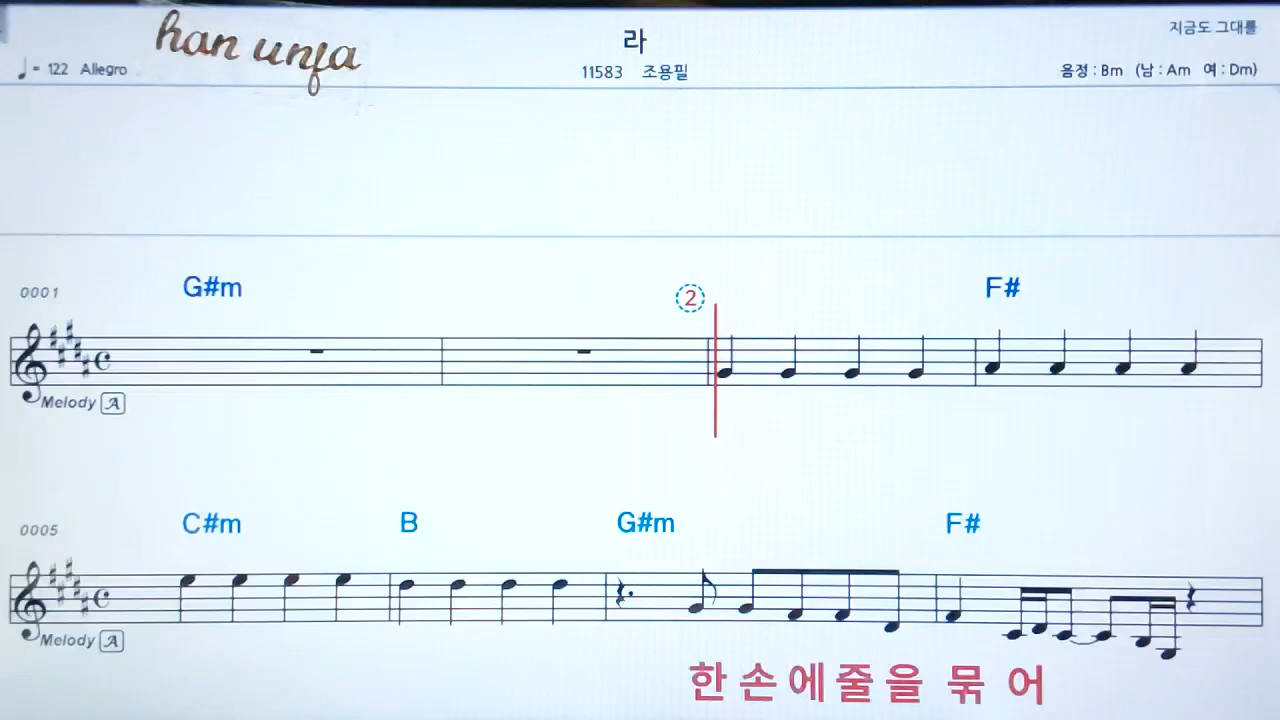 han unja
라
지금도 그대를
♩= 122 Allegro
11583 조용필
음정 : Bm (남 : Am 여 : Dm)
0001 G#m ② F#
Melody A
0005 C#m B G#m F#
Melody A
한 손 에 줄 을 묶 어